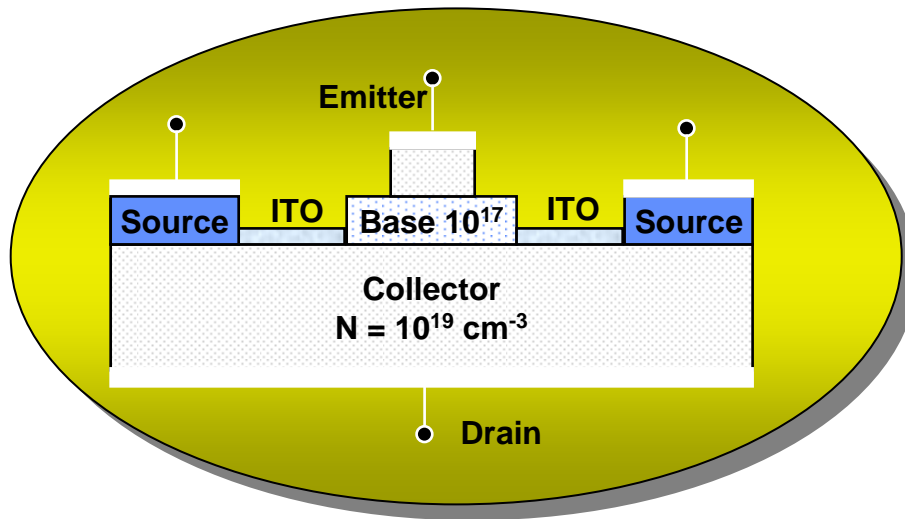 Emitter
Source
ITO
Base 10¹⁷
ITO
Source
Collector
N = 10¹⁹ cm⁻³
Drain